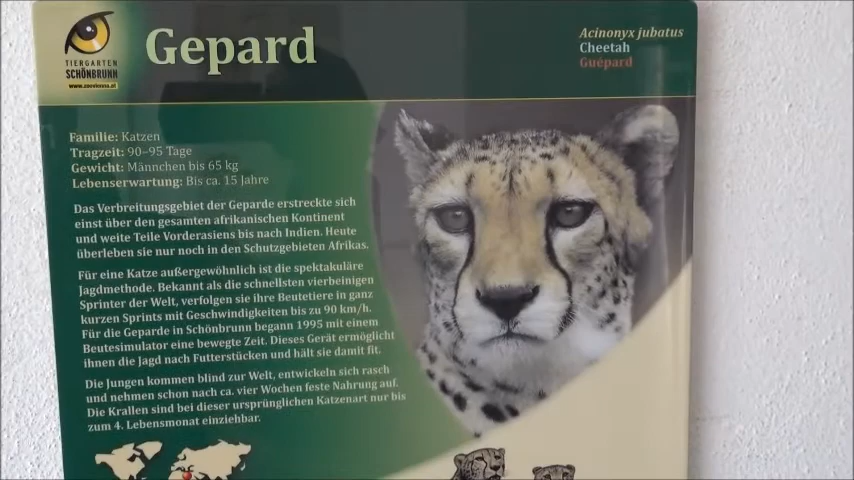 TIERGARTEN
SCHÖNBRUNN
www.zoovienna.at
Gepard
Acinonyx jubatus
Cheetah
Guépard
Familie: Katzen
Tragzeit: 90–95 Tage
Gewicht: Männchen bis 65 kg
Lebenserwartung: Bis ca. 15 Jahre
Das Verbreitungsgebiet der Geparde erstreckte sich
einst über den gesamten afrikanischen Kontinent
und weite Teile Vorderasiens bis nach Indien. Heute
überleben sie nur noch in den Schutzgebieten Afrikas.
Für eine Katze außergewöhnlich ist die spektakuläre
Jagdmethode. Bekannt als die schnellsten vierbeinigen
Sprinter der Welt, verfolgen sie ihre Beutetiere in ganz
kurzen Sprints mit Geschwindigkeiten bis zu 90 km/h.
Für die Geparde in Schönbrunn begann 1995 mit einem
Beutesimulator eine bewegte Zeit. Dieses Gerät ermöglicht
ihnen die Jagd nach Futterstücken und hält sie damit fit.
Die Jungen kommen blind zur Welt, entwickeln sich rasch
und nehmen schon nach ca. vier Wochen feste Nahrung auf.
Die Krallen sind bei dieser ursprünglichen Katzenart nur bis
zum 4. Lebensmonat einziehbar.